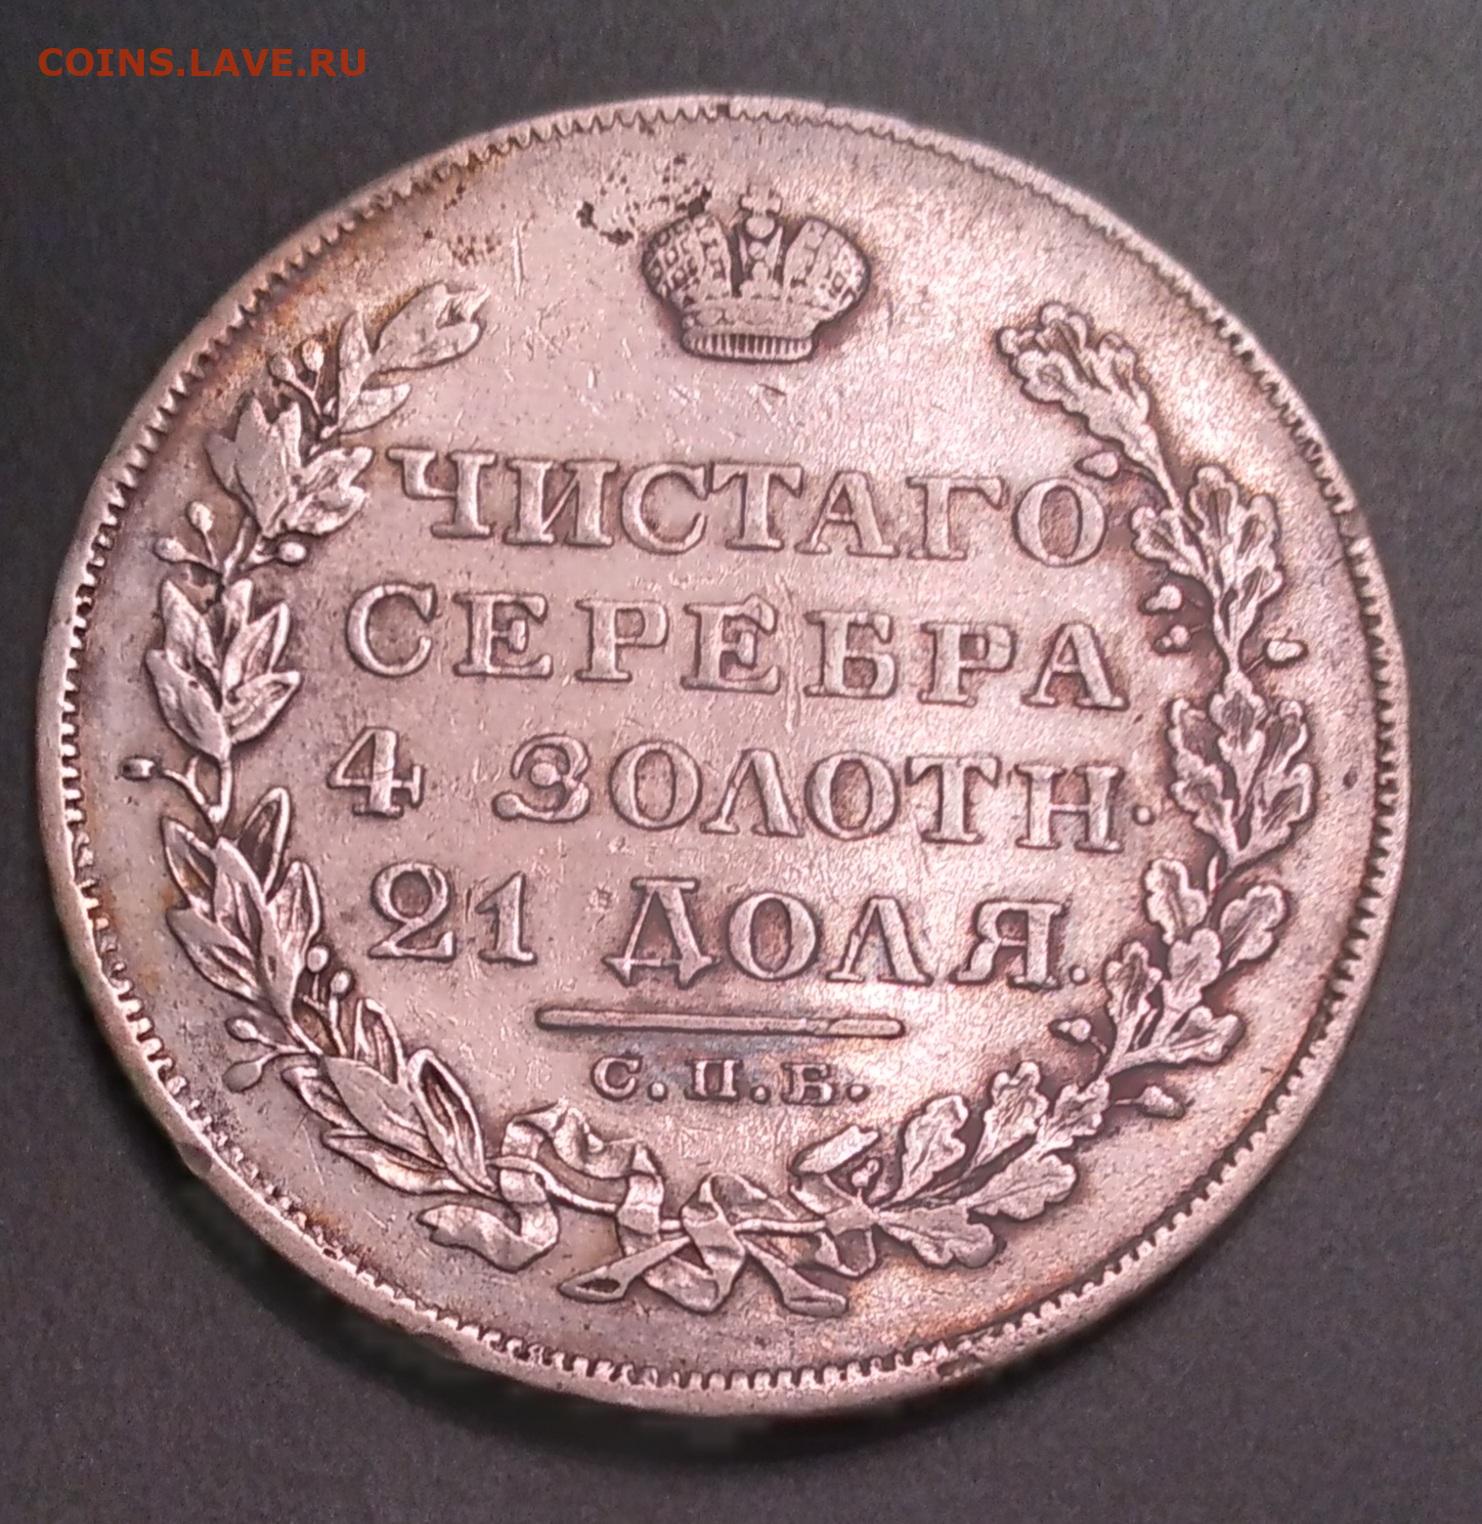 COINS.LAVE.RU
ЧИСТАГО
СЕРЕБРА
4 ЗОЛОТН.
21 ДОЛЯ.
С.П.Б.